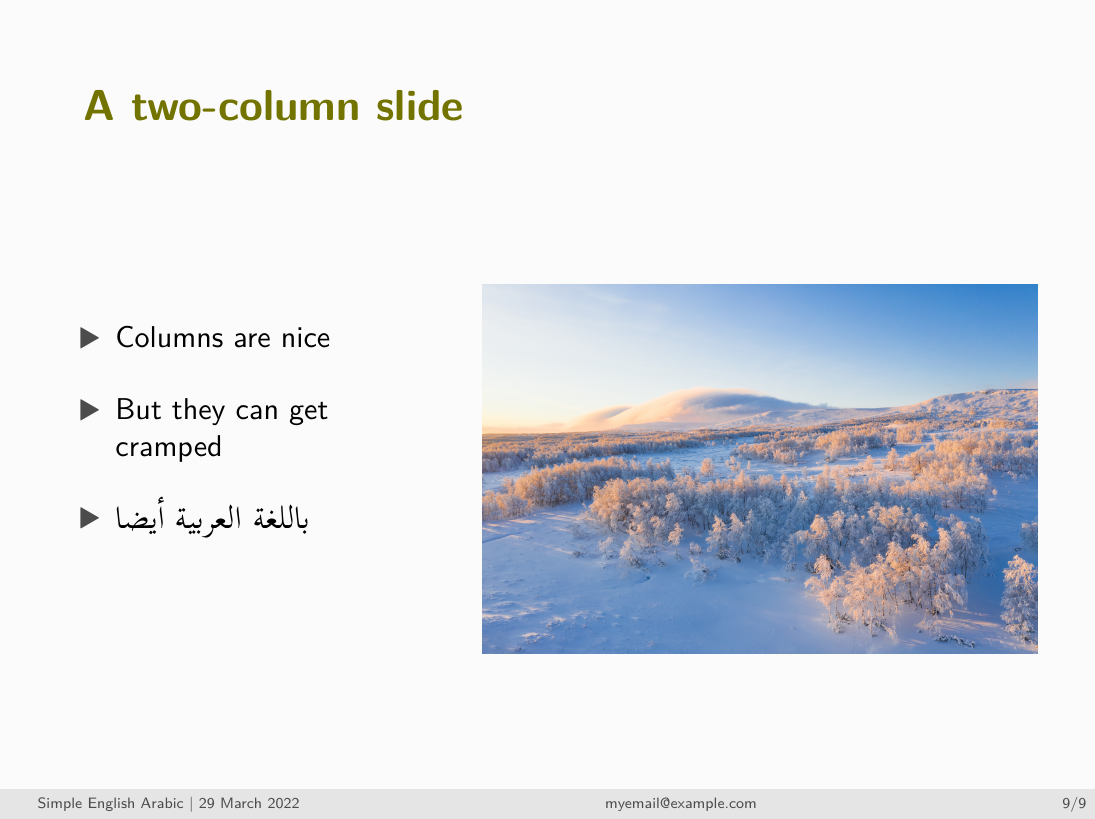 A two-column slide
▶ Columns are nice
▶ But they can get
cramped
▶ باللغة العربية أيضا
Simple English Arabic | 29 March 2022
myemail@example.com
9/9